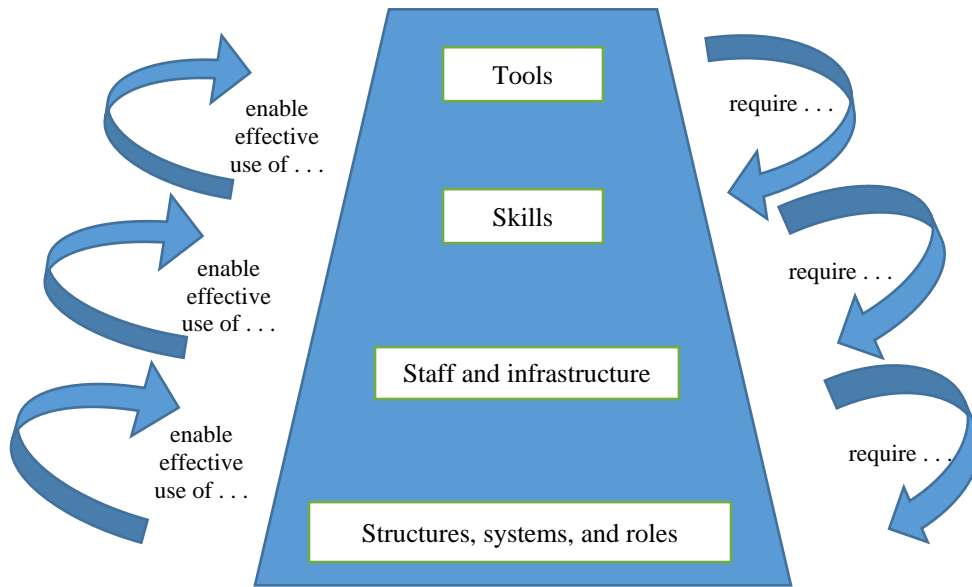 Tools
enable
effective
use of . . .
require . . .
Skills
enable
effective
use of . . .
require . . .
Staff and infrastructure
enable
effective
use of . . .
require . . .
Structures, systems, and roles